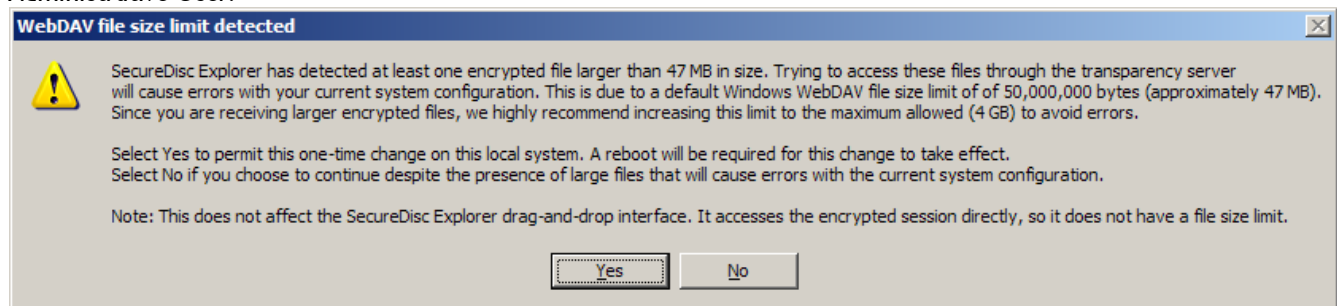 WebDAV file size limit detected
SecureDisc Explorer has detected at least one encrypted file larger than 47 MB in size. Trying to access these files through the transparency server
will cause errors with your current system configuration. This is due to a default Windows WebDAV file size limit of of 50,000,000 bytes (approximately 47 MB).
Since you are receiving larger encrypted files, we highly recommend increasing this limit to the maximum allowed (4 GB) to avoid errors.
Select Yes to permit this one-time change on this local system. A reboot will be required for this change to take effect.
Select No if you choose to continue despite the presence of large files that will cause errors with the current system configuration.
Note: This does not affect the SecureDisc Explorer drag-and-drop interface. It accesses the encrypted session directly, so it does not have a file size limit.
Yes No